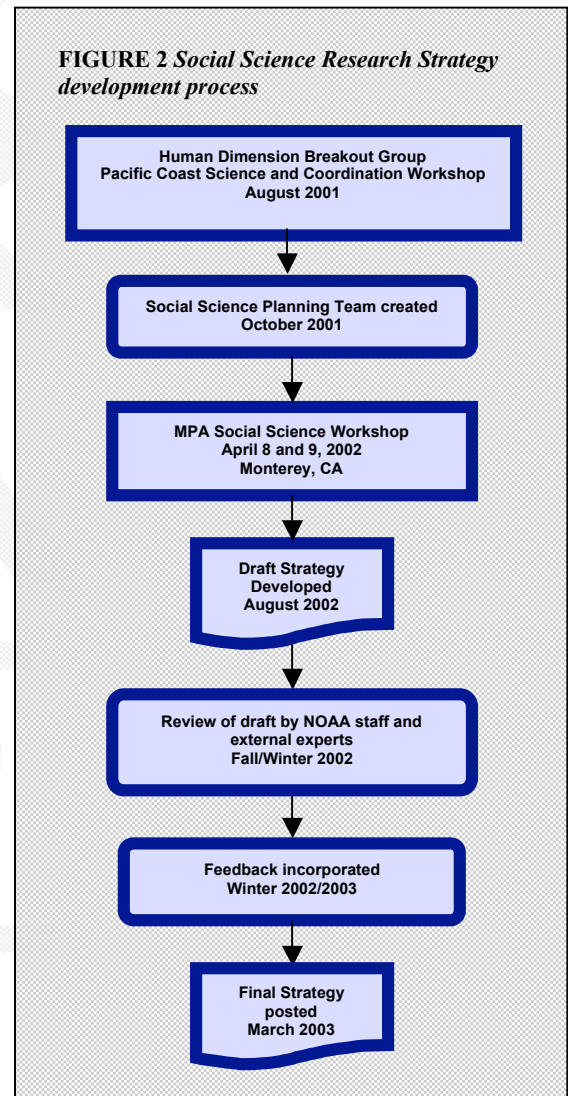 FIGURE 2 Social Science Research Strategy
development process
Human Dimension Breakout Group
Pacific Coast Science and Coordination Workshop
August 2001
Social Science Planning Team created
October 2001
MPA Social Science Workshop
April 8 and 9, 2002
Monterey, CA
Draft Strategy
Developed
August 2002
Review of draft by NOAA staff and
external experts
Fall/Winter 2002
Feedback incorporated
Winter 2002/2003
Final Strategy
posted
March 2003